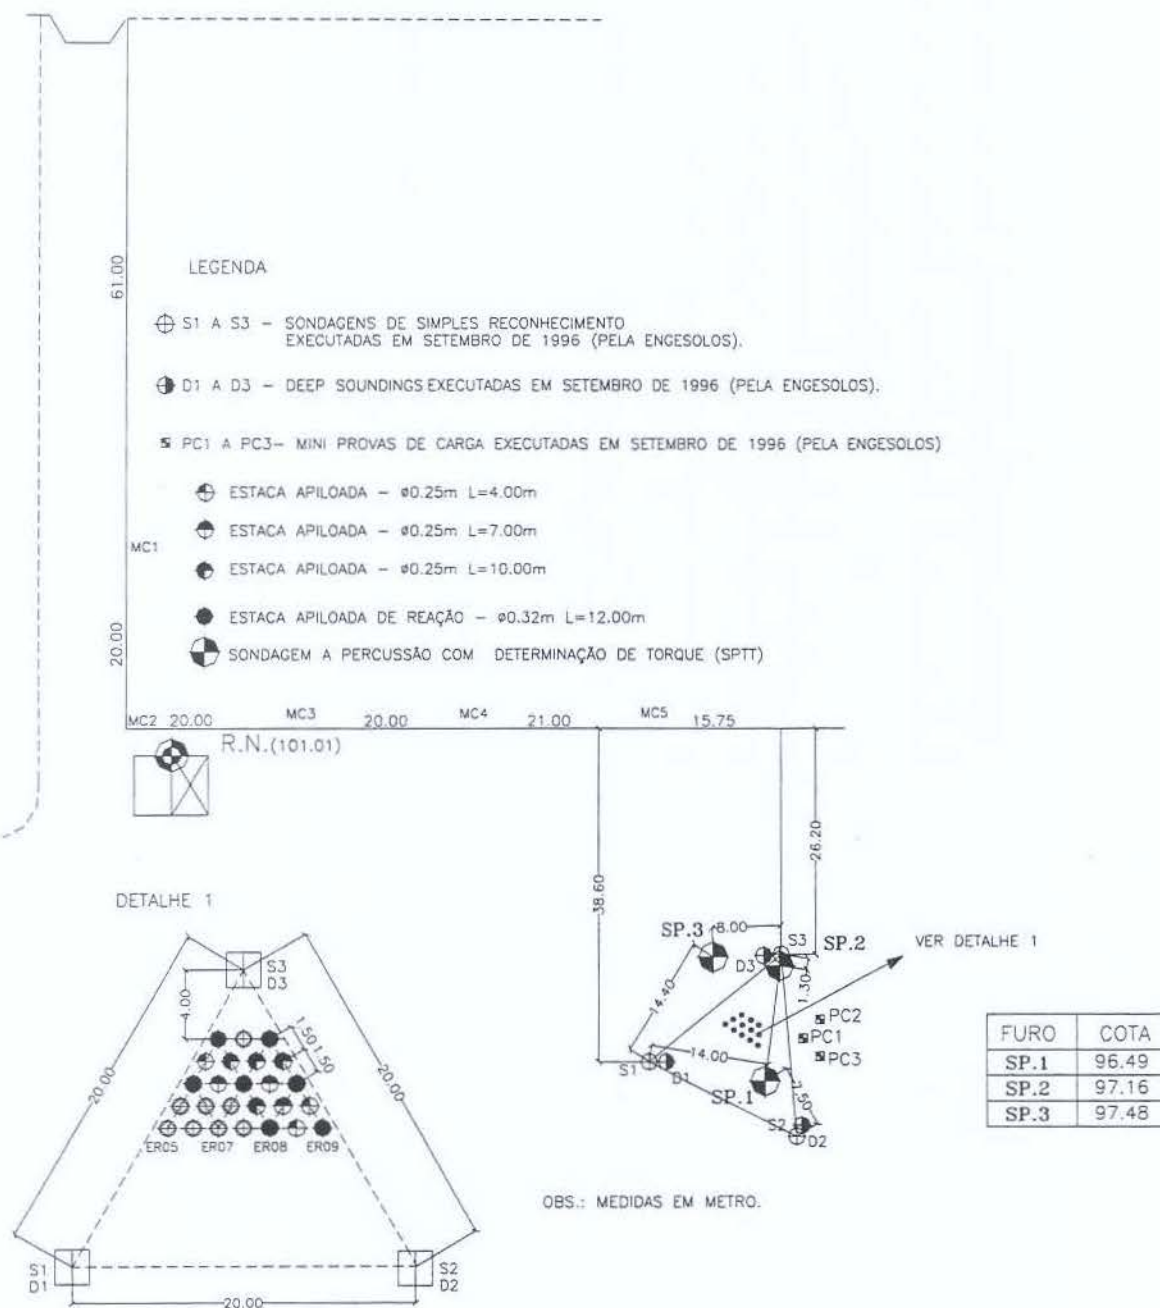 61.00
LEGENDA
S1 A S3 - SONDAGENS DE SIMPLES RECONHECIMENTO
EXECUTADAS EM SETEMBRO DE 1996 (PELA ENGESOLOS).
D1 A D3 - DEEP SOUNDINGS EXECUTADAS EM SETEMBRO DE 1996 (PELA ENGESOLOS).
PC1 A PC3- MINI PROVAS DE CARGA EXECUTADAS EM SETEMBRO DE 1996 (PELA ENGESOLOS)
ESTACA APILOADA - ø0.25m L=4.00m
ESTACA APILOADA - ø0.25m L=7.00m
MC1
ESTACA APILOADA - ø0.25m L=10.00m
ESTACA APILOADA DE REAÇÃO - ø0.32m L=12.00m
20.00
SONDAGEM A PERCUSSÃO COM DETERMINAÇÃO DE TORQUE (SPTT)
MC2 20.00 MC3 20.00 MC4 21.00 MC5 15.75
R.N.(101.01)
38.60
26.20
DETALHE 1
S3
D3
4.00
1.50
1.50
20.00
20.00
ER05 ER07 ER08 ER09
S1
D1
S2
D2
20.00
SP.3
8.00
S3
SP.2
VER DETALHE 1
D3
1.30
14.40
PC2
PC1
PC3
14.00
S1
D1
SP.1
7.50
S2
D2
OBS.: MEDIDAS EM METRO.
FURO COTA
SP.1 96.49
SP.2 97.16
SP.3 97.48